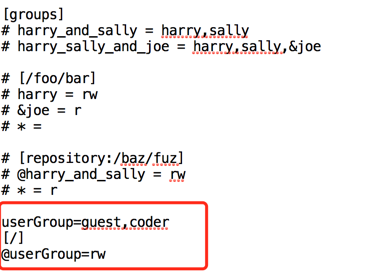 [groups]
# harry_and_sally = harry,sally
# harry_sally_and_joe = harry,sally,&joe
# [/foo/bar]
# harry = rw
# &joe = r
# * =
# [repository:/baz/fuz]
# @harry_and_sally = rw
# * = r
userGroup=guest,coder
[/]
@userGroup=rw